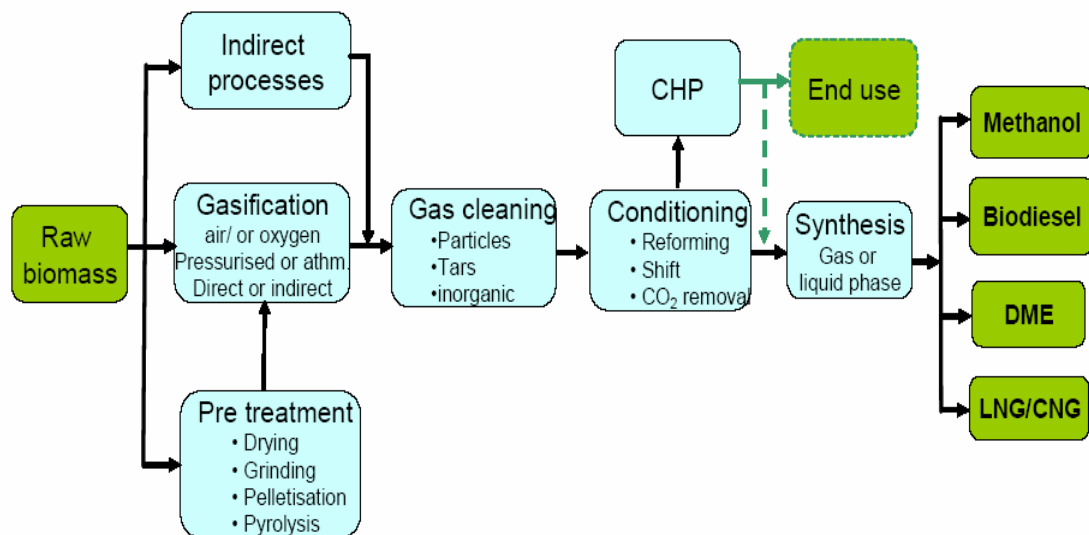 Indirect
processes
CHP
End use
Methanol
Raw
biomass
Gasification
air/ or oxygen
Pressurised or athm.
Direct or indirect
Gas cleaning
•Particles
•Tars
•inorganic
Conditioning
• Reforming
• Shift
• CO₂ removal
Synthesis
Gas or
liquid phase
Biodiesel
DME
LNG/CNG
Pre treatment
• Drying
• Grinding
• Pelletisation
• Pyrolysis